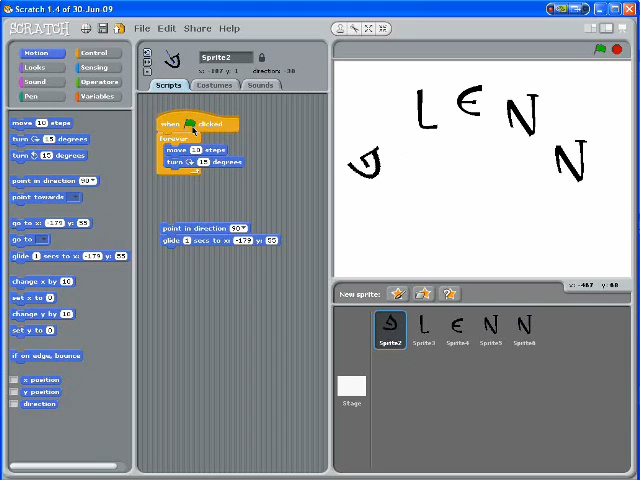 Scratch 1.4 of 30-Jun-09
SCRATCH File Edit Share Help
Motion Control
Looks Sensing
Sound Operators
Pen Variables
move 10 steps
turn 15 degrees
turn 15 degrees
point in direction 90
point towards
go to x: -179 y: 55
go to
glide 1 secs to x: -179 y: 55
change x by 10
set x to 0
change y by 10
set y to 0
if on edge, bounce
x position
y position
direction
Sprite2
x: -187 y: 1 direction: -30
Scripts Costumes Sounds
when clicked
forever
move 10 steps
turn 15 degrees
point in direction 90
glide 1 secs to x: -179 y: 55
L E N
N
x: -467 y: 60
New sprite:
Sprite2 Sprite3 Sprite4 Sprite5 Sprite6
Stage